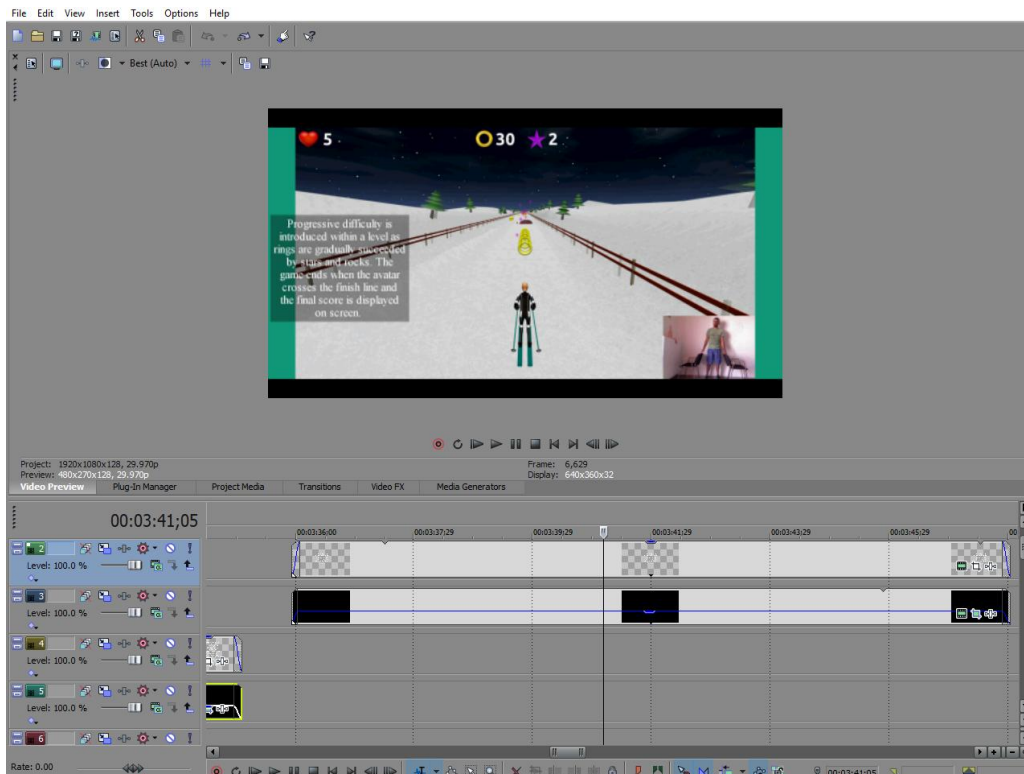 File Edit View Insert Tools Options Help
Best (Auto)
5
30
2
Progressive difficulty is
introduced within a level as
rings are gradually succeeded
by stars and rocks. The
game ends when the avatar
crosses the finish line and
the final score is displayed
on screen.
Project: 1920x1080x128, 29.970p
Preview: 480x270x128, 29.970p
Frame: 6,629
Display: 640x360x32
Video Preview Plug-In Manager Project Media Transitions Video FX Media Generators
00:03:41;05
00:03:36:00 00:03:37:29 00:03:39:29 00:03:41:29 00:03:43:29 00:03:45:29 00
2
Level: 100.0 %
3
Level: 100.0 %
4
Level: 100.0 %
5
Level: 100.0 %
6
Rate: 0.00
00:03:41:05